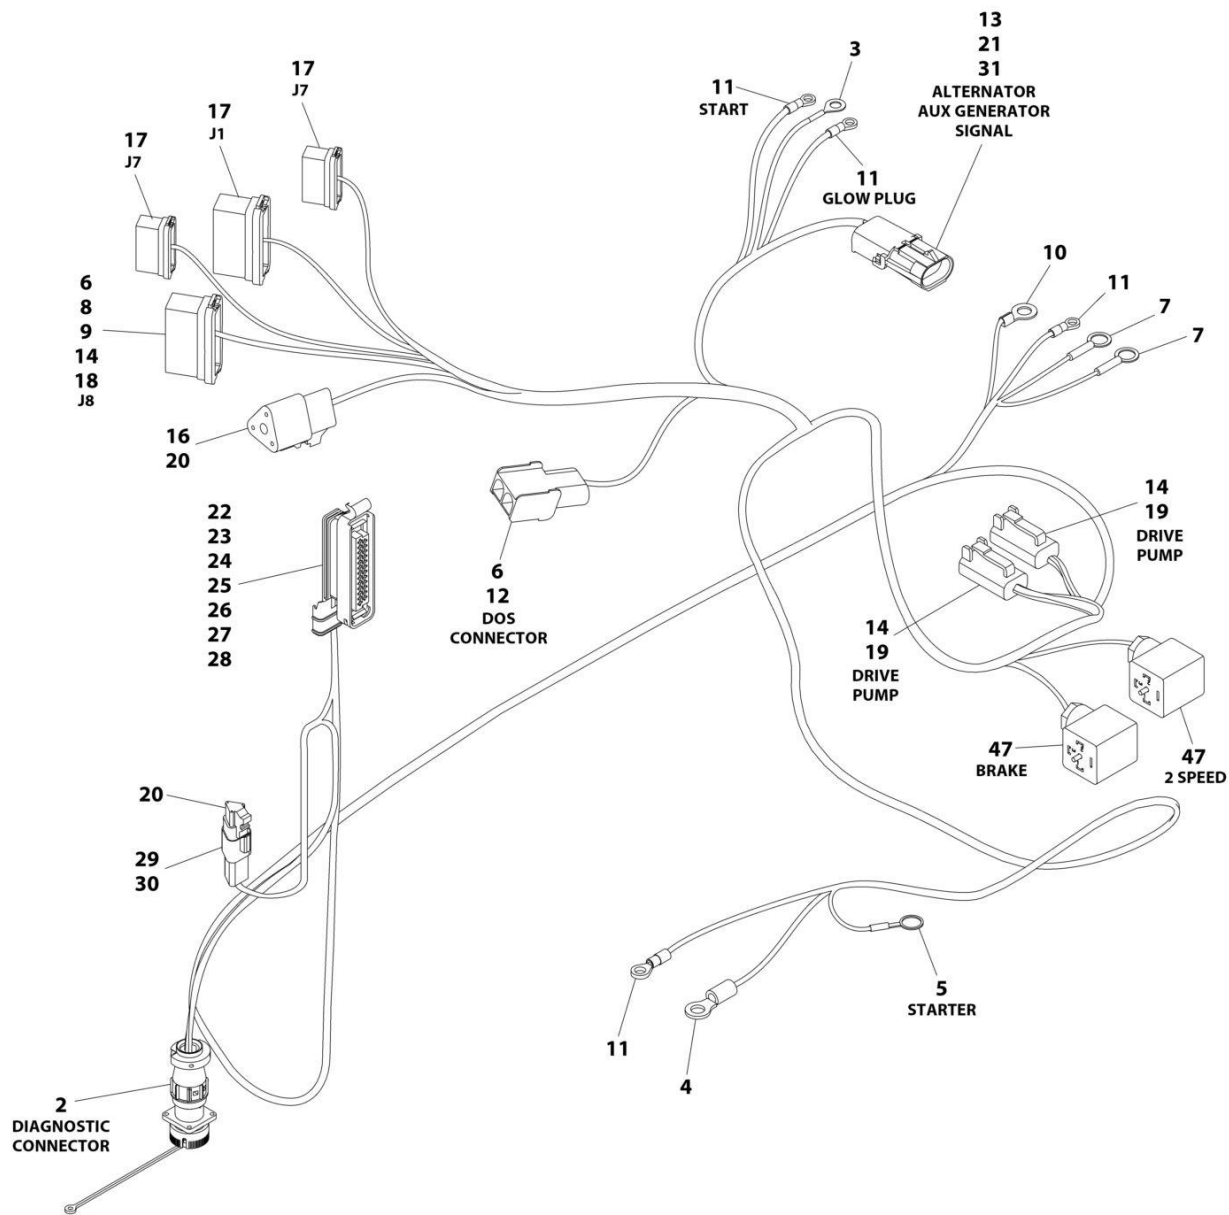 13
21
31
ALTERNATOR
AUX GENERATOR
SIGNAL
3
11
START
17
J7
17
J1
17
J7
11
GLOW PLUG
10
11
7
7
6
8
9
14
18
J8
16
20
14
19
DRIVE
PUMP
22
23
24
25
26
27
28
6
12
DOS
CONNECTOR
14
19
DRIVE
PUMP
47
BRAKE
47
2 SPEED
20
29
30
5
STARTER
11
4
2
DIAGNOSTIC
CONNECTOR